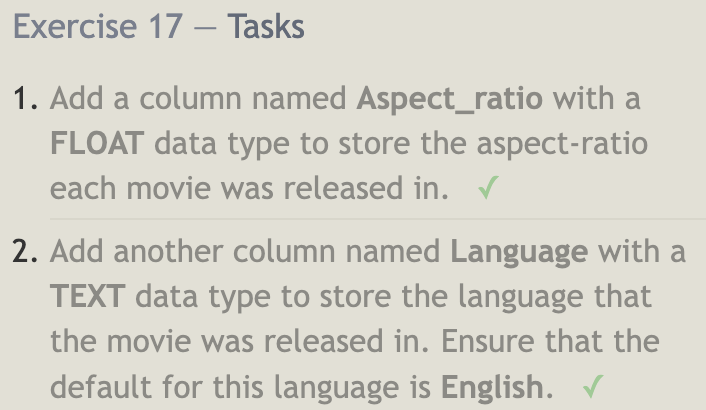 Exercise 17 — Tasks
1. Add a column named Aspect_ratio with a
FLOAT data type to store the aspect-ratio
each movie was released in. ✓
2. Add another column named Language with a
TEXT data type to store the language that
the movie was released in. Ensure that the
default for this language is English. ✓